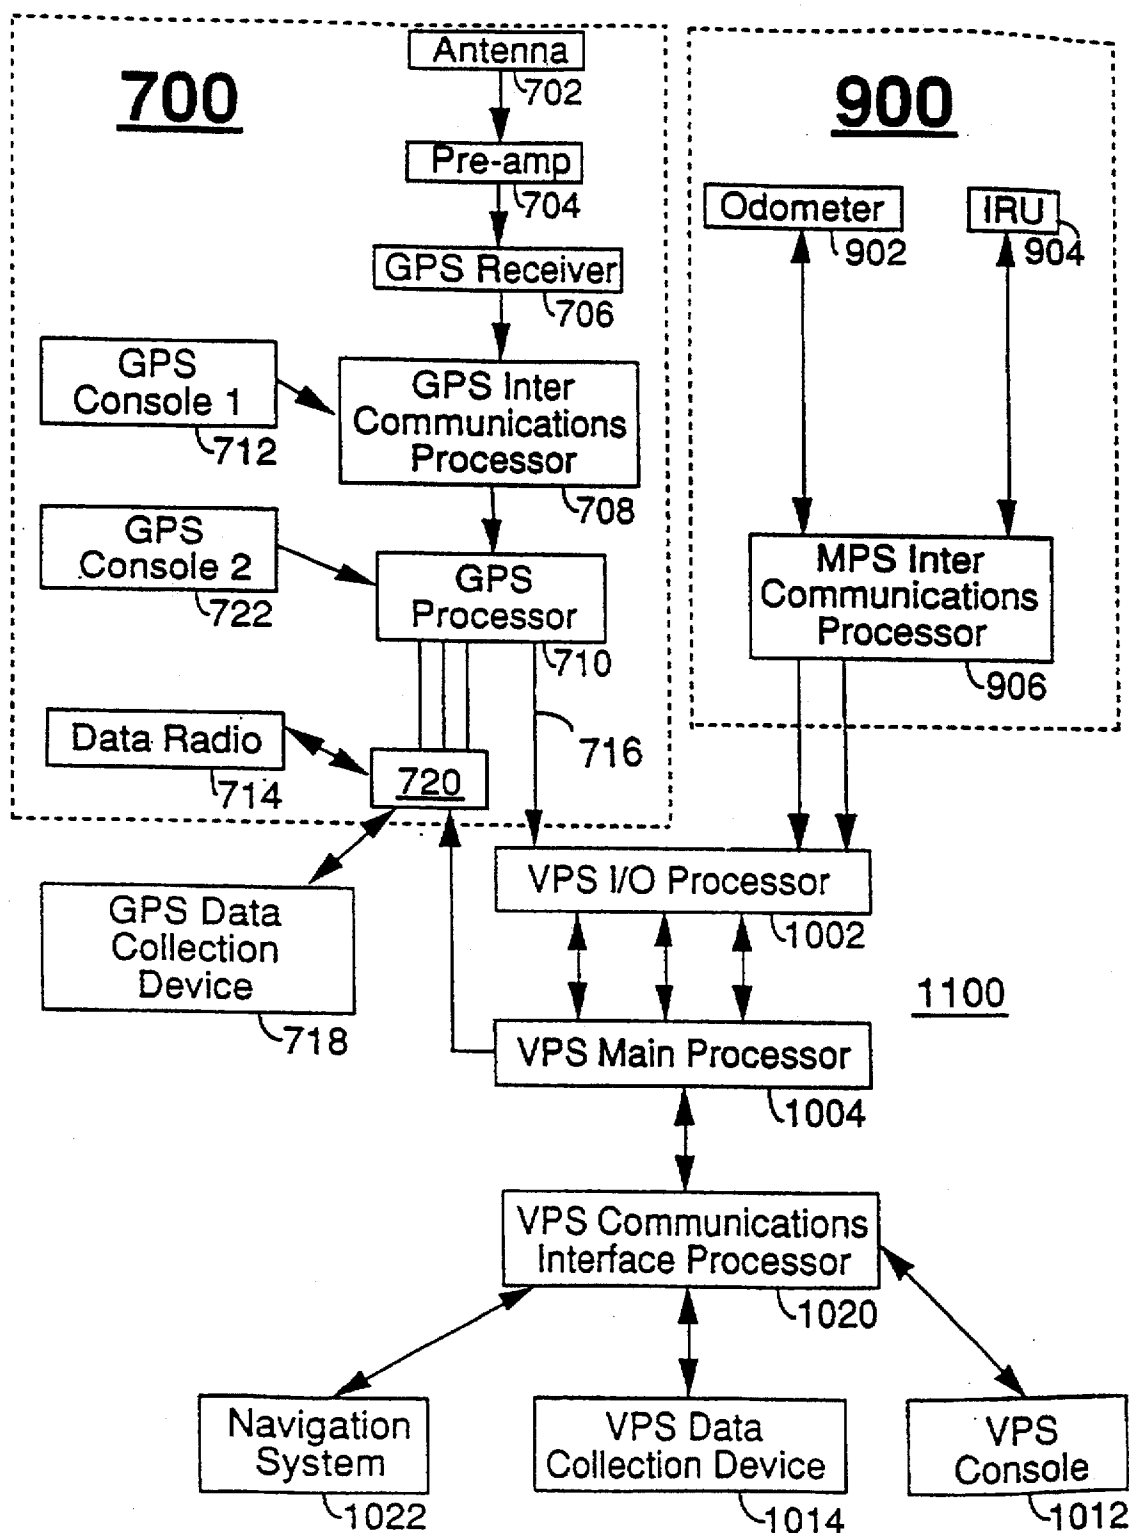 700
Antenna
702
Pre-amp
704
GPS Receiver
706
GPS
Console 1
712
GPS Inter
Communications
Processor
708
GPS
Console 2
722
GPS
Processor
710
Data Radio
714
720
716
GPS Data
Collection
Device
718
900
Odometer
902
IRU
904
MPS Inter
Communications
Processor
906
VPS I/O Processor
1002
1100
VPS Main Processor
1004
VPS Communications
Interface Processor
1020
Navigation
System
1022
VPS Data
Collection Device
1014
VPS
Console
1012